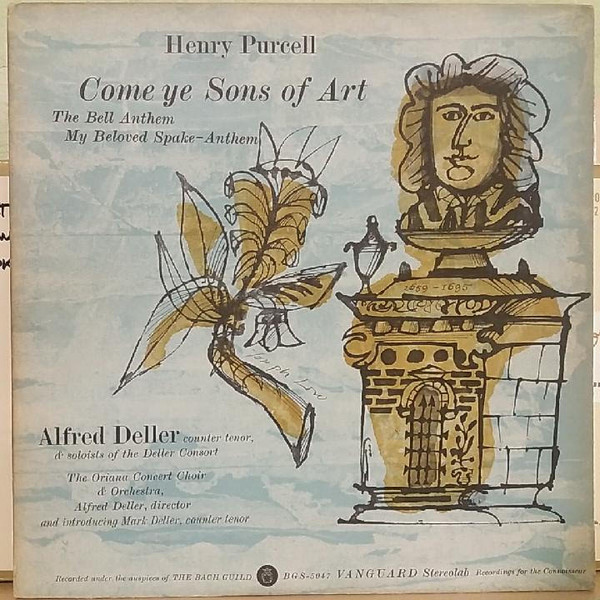 Henry Purcell
Come ye Sons of Art
The Bell Anthem
My Beloved Spake-Anthem
1659-1695
Joseph Low
Alfred Deller counter tenor,
& soloists of the Deller Consort
The Oriana Concert Choir
& Orchestra,
Alfred Deller, director
and introducing Mark Deller, counter tenor
Recorded under the auspices of THE BACH GUILD BGS-5047 VANGUARD Stereolab Recordings for the Connoisseur